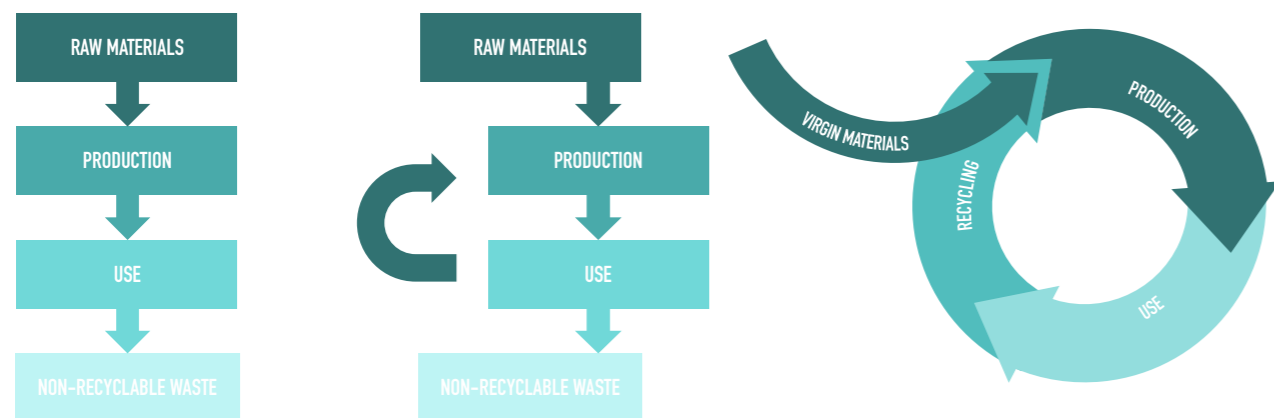 RAW MATERIALS
PRODUCTION
USE
NON-RECYCLABLE WASTE
RAW MATERIALS
PRODUCTION
USE
NON-RECYCLABLE WASTE
VIRGIN MATERIALS
PRODUCTION
USE
RECYCLING